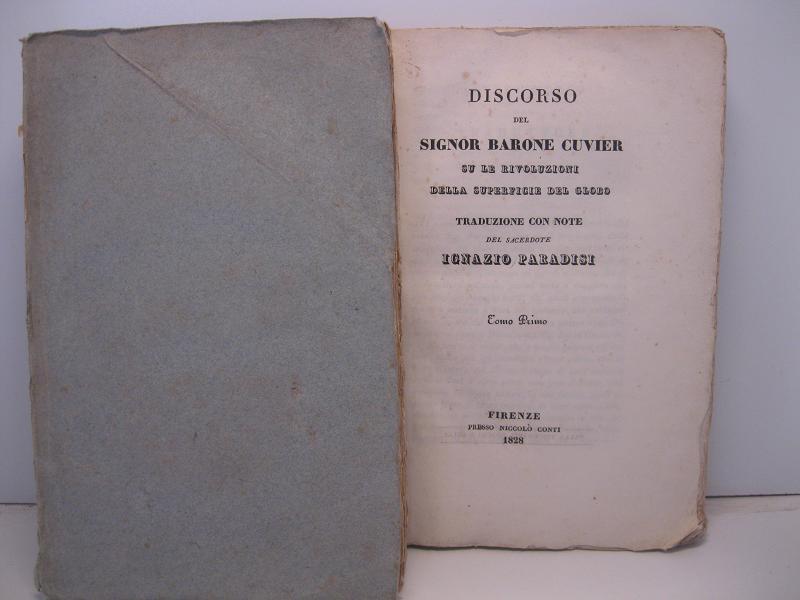 DISCORSO
DEL
SIGNOR BARONE CUVIER
SU LE RIVOLUZIONI
DELLA SUPERFICIE DEL GLOBO
TRADUZIONE CON NOTE
DEL SACERDOTE
IGNAZIO PARADISI
Tomo Primo
FIRENZE
PRESSO NICCOLÒ CONTI
1828